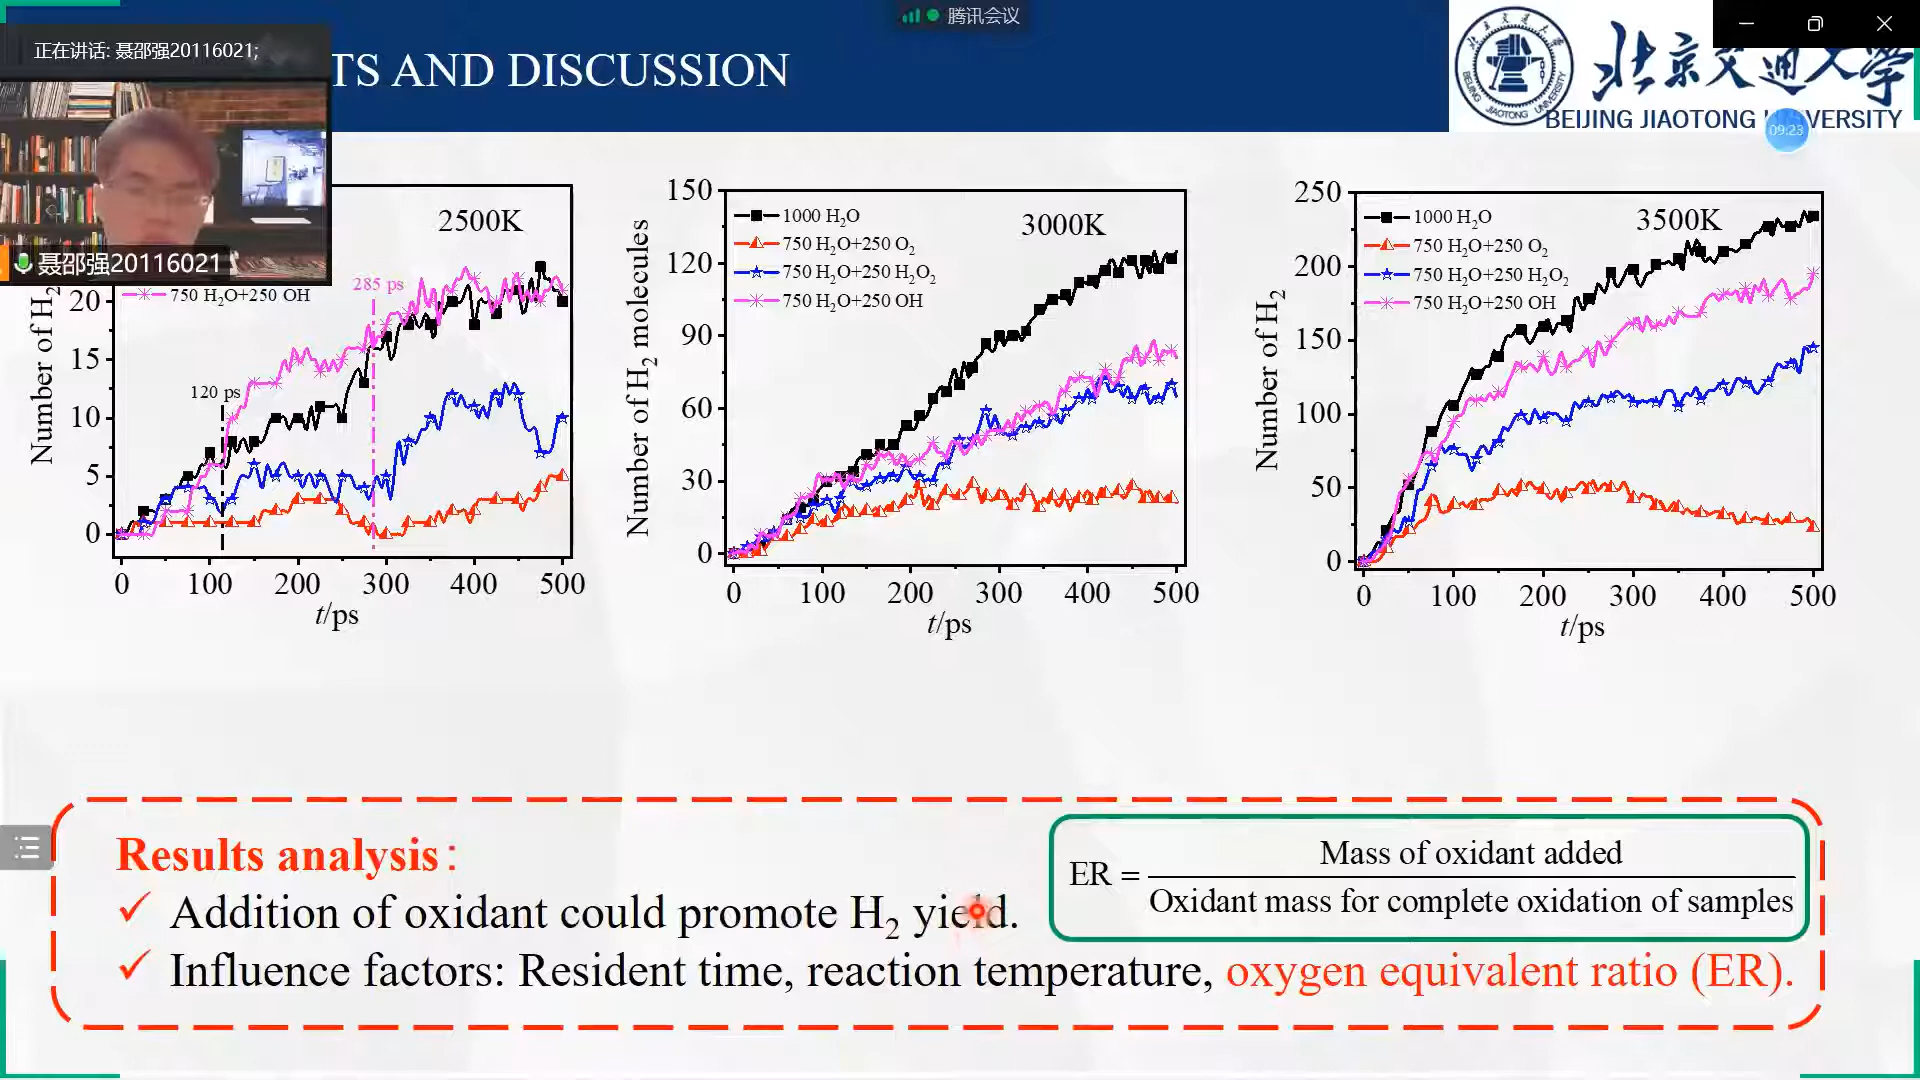 腾讯会议
正在讲话: 聂邵强20116021;
TS AND DISCUSSION
北京交通大学
BEIJING JIAOTONG UNIVERSITY
BEIJING JIAOTONG U VERSITY
09:23
聂邵强20116021
Number of H2
2500K
750 H2O+250 OH
285 ps
120 ps
20
15
10
5
0
0 100 200 300 400 500
t/ps
Number of H2 molecules
3000K
1000 H2O
750 H2O+250 O2
750 H2O+250 H2O2
750 H2O+250 OH
150
120
90
60
30
0
0 100 200 300 400 500
t/ps
Number of H2
3500K
1000 H2O
750 H2O+250 O2
750 H2O+250 H2O2
750 H2O+250 OH
250
200
150
100
50
0
0 100 200 300 400 500
t/ps
Results analysis:
✓ Addition of oxidant could promote H2 yield.
✓ Influence factors: Resident time, reaction temperature, oxygen equivalent ratio (ER).
ER = Mass of oxidant added
Oxidant mass for complete oxidation of samples